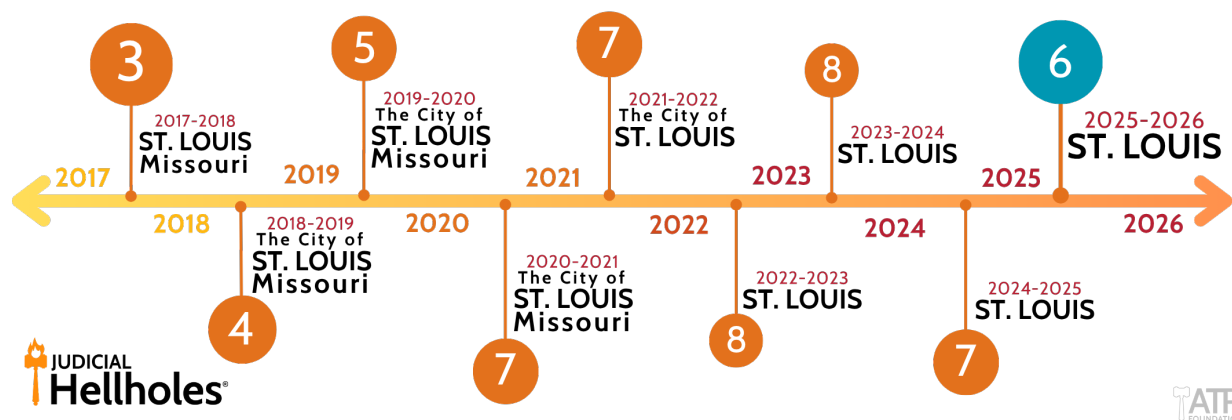 3
2017-2018
ST. LOUIS
Missouri
5
2019-2020
The City of
ST. LOUIS
Missouri
7
2021-2022
The City of
ST. LOUIS
8
2023-2024
ST. LOUIS
6
2025-2026
ST. LOUIS
2017
2019
2021
2023
2025
2018
2020
2022
2024
2026
2018-2019
The City of
ST. LOUIS
Missouri
4
2020-2021
The City of
ST. LOUIS
Missouri
7
2022-2023
ST. LOUIS
8
2024-2025
ST. LOUIS
7
JUDICIAL
Hellholes®